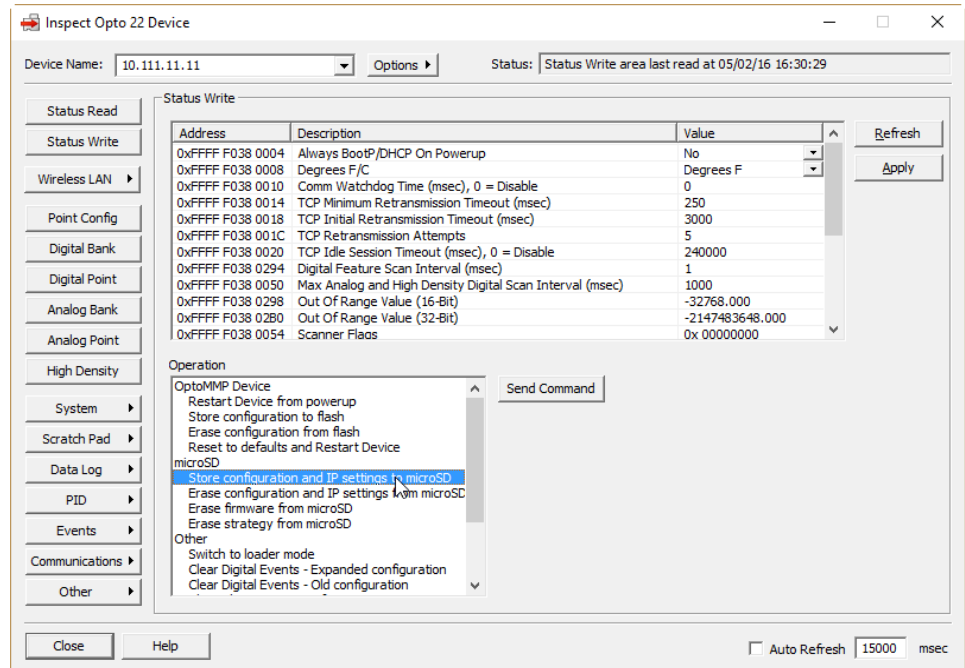 Inspect Opto 22 Device
Device Name: 10.111.11.11 Options Status: Status Write area last read at 05/02/16 16:30:29
Status Read
Status Write
Wireless LAN
Point Config
Digital Bank
Digital Point
Analog Bank
Analog Point
High Density
System
Scratch Pad
Data Log
PID
Events
Communications
Other
Status Write
Address Description Value
0xFFFF F038 0004 Always BootP/DHCP On Powerup No
0xFFFF F038 0008 Degrees F/C Degrees F
0xFFFF F038 0010 Comm Watchdog Time (msec), 0 = Disable 0
0xFFFF F038 0014 TCP Minimum Retransmission Timeout (msec) 250
0xFFFF F038 0018 TCP Initial Retransmission Timeout (msec) 3000
0xFFFF F038 001C TCP Retransmission Attempts 5
0xFFFF F038 0020 TCP Idle Session Timeout (msec), 0 = Disable 240000
0xFFFF F038 0294 Digital Feature Scan Interval (msec) 1
0xFFFF F038 0050 Max Analog and High Density Digital Scan Interval (msec) 1000
0xFFFF F038 0298 Out Of Range Value (16-Bit) -32768.000
0xFFFF F038 02B0 Out Of Range Value (32-Bit) -2147483648.000
0xFFFF F038 0054 Scanner Flags 0x 00000000
Refresh
Apply
Operation
OptoMMP Device
Restart Device from powerup
Store configuration to flash
Erase configuration from flash
Reset to defaults and Restart Device
microSD
Store configuration and IP settings to microSD
Erase configuration and IP settings from microSD
Erase firmware from microSD
Erase strategy from microSD
Other
Switch to loader mode
Clear Digital Events - Expanded configuration
Clear Digital Events - Old configuration
Send Command
Close Help Auto Refresh 15000 msec